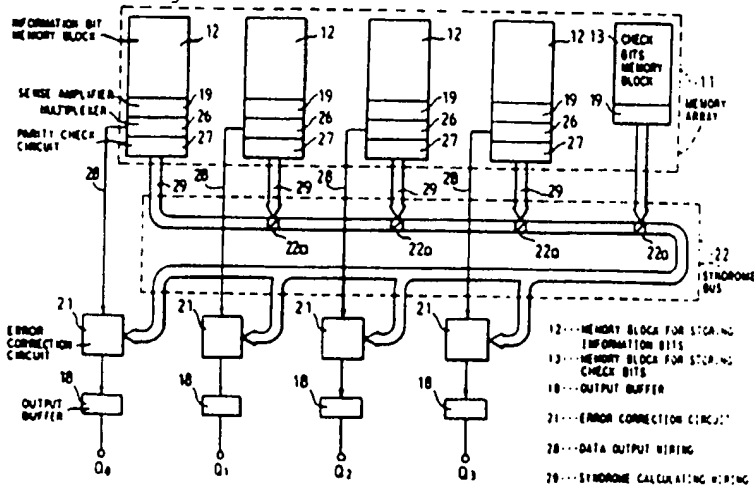 INFORMATION BIT
MEMORY BLOCK
12
12
12
12
13
CHECK
BITS
MEMORY
BLOCK
11
MEMORY
ARRAY
SENSE AMPLIFIER
MULTIPLEXER
PARITY CHECK
CIRCUIT
19
26
27
19
26
27
19
26
27
19
26
27
19
28
29
28
29
28
29
28
29
22a
22a
22a
22a
22
SYNDROME
BUS
21
21
21
21
ERROR
CORRECTION
CIRCUIT
18
18
18
18
OUTPUT
BUFFER
Q0
Q1
Q2
Q3
12···MEMORY BLOCK FOR STORING
INFORMATION BITS
13···MEMORY BLOCK FOR STORING
CHECK BITS
18···OUTPUT BUFFER
21···ERROR CORRECTION CIRCUIT
28···DATA OUTPUT WIRING
29···SYNDROME CALCULATING WIRING